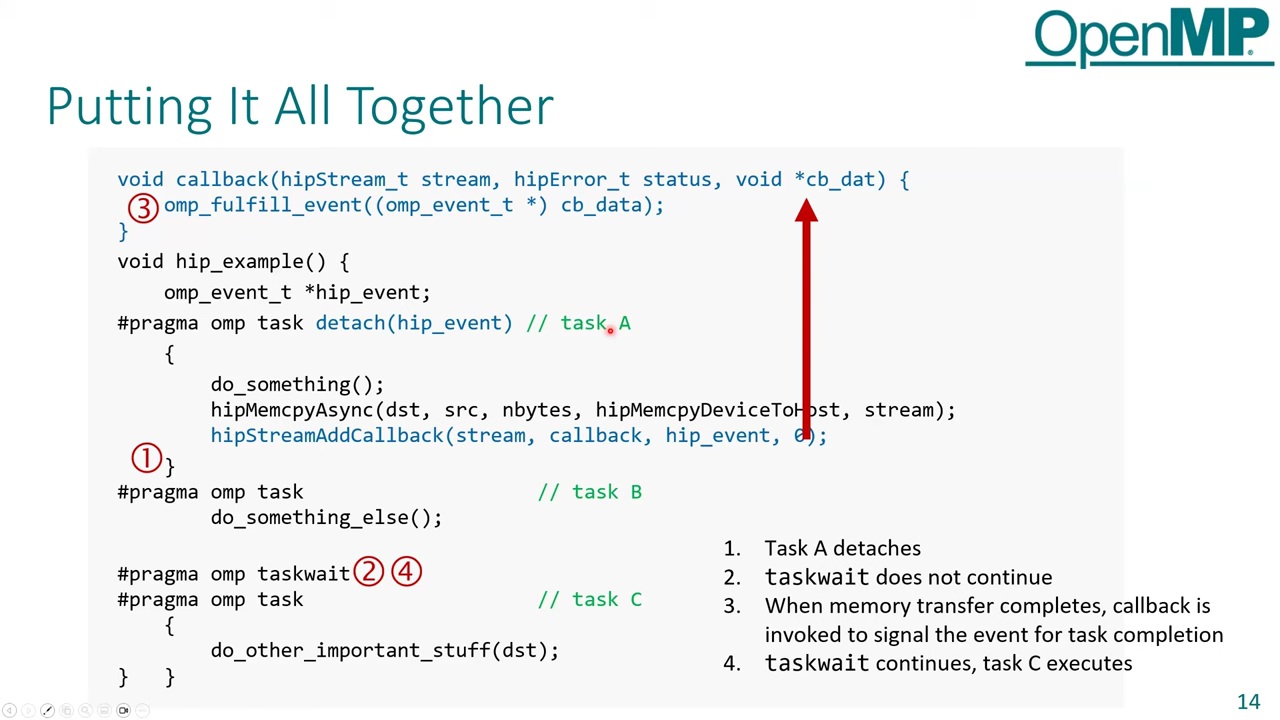 OpenMP®
Putting It All Together
void callback(hipStream_t stream, hipError_t status, void *cb_dat) {
③ omp_fulfill_event((omp_event_t *) cb_data);
}
void hip_example() {
omp_event_t *hip_event;
#pragma omp task detach(hip_event) // task A
{
do_something();
hipMemcpyAsync(dst, src, nbytes, hipMemcpyDeviceToHost, stream);
hipStreamAddCallback(stream, callback, hip_event, 0);
① }
#pragma omp task // task B
do_something_else();
#pragma omp taskwait ② ④
#pragma omp task // task C
{
do_other_important_stuff(dst);
} }
1. Task A detaches
2. taskwait does not continue
3. When memory transfer completes, callback is
invoked to signal the event for task completion
4. taskwait continues, task C executes
14